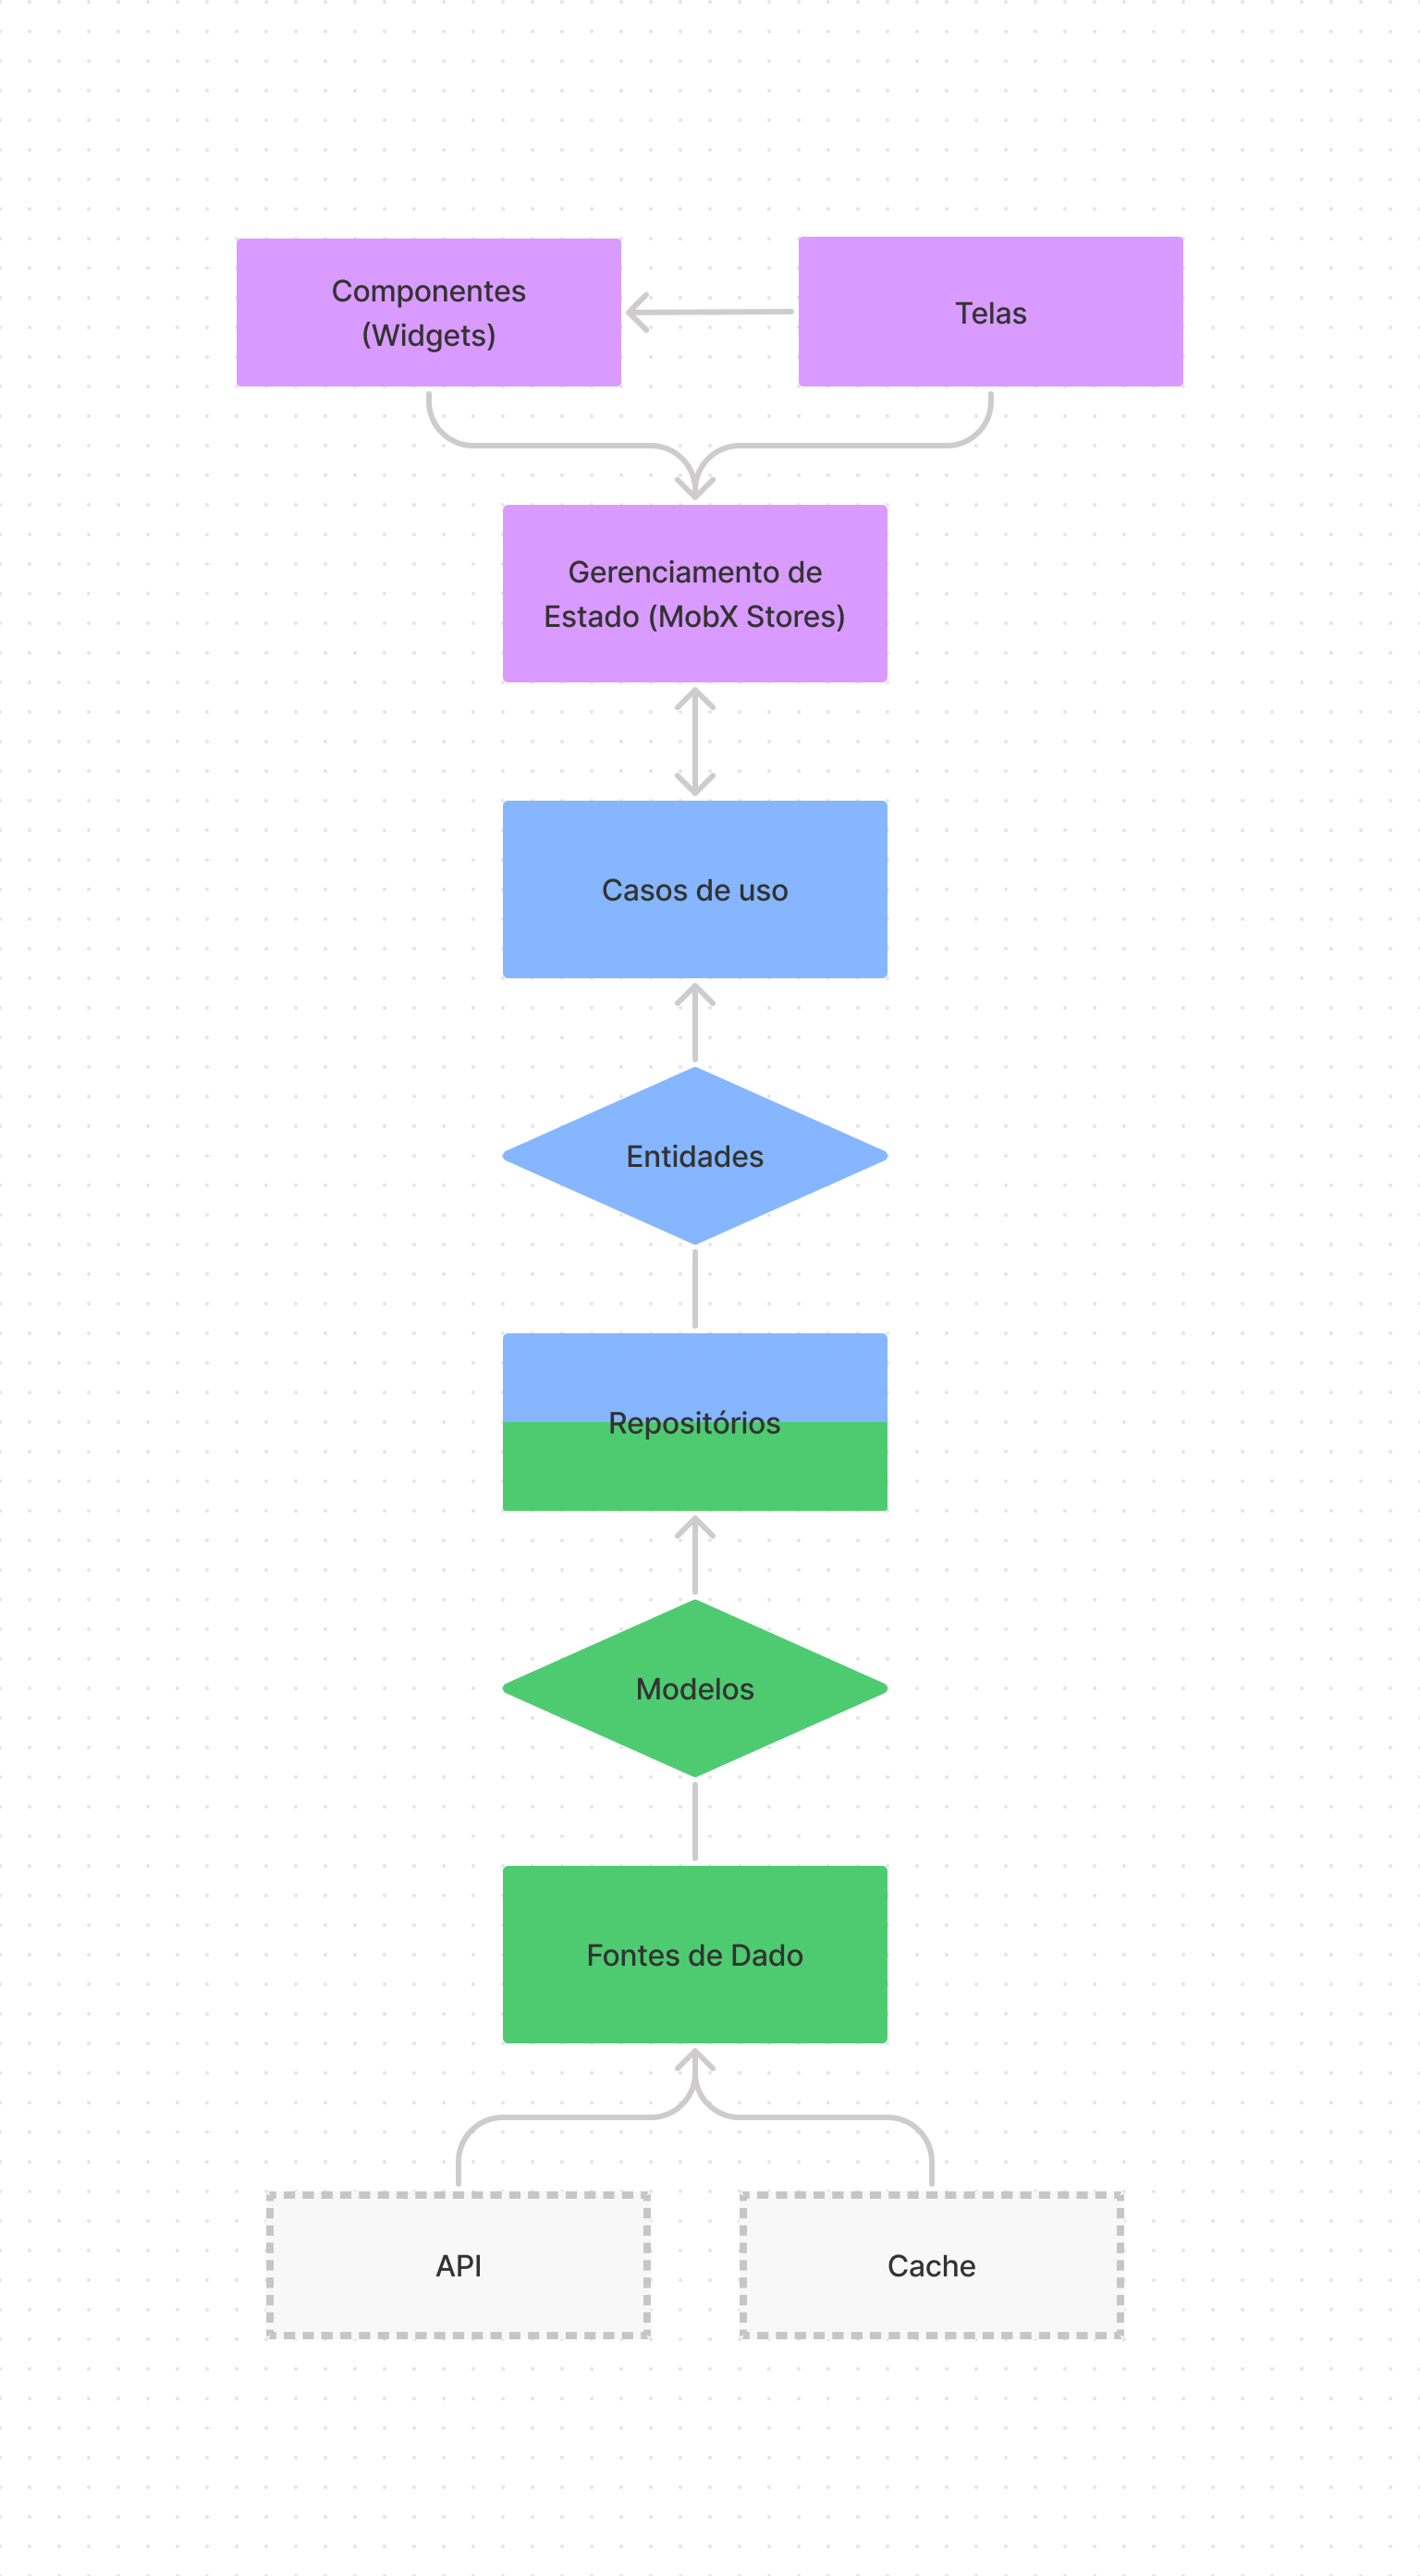 Componentes
(Widgets)
Telas
Gerenciamento de
Estado (MobX Stores)
Casos de uso
Entidades
Repositórios
Modelos
Fontes de Dado
API
Cache